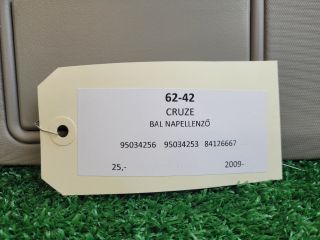 62-42
CRUZE
BAL NAPELLENZŐ
95034256 95034253 84126667
25,- 2009-